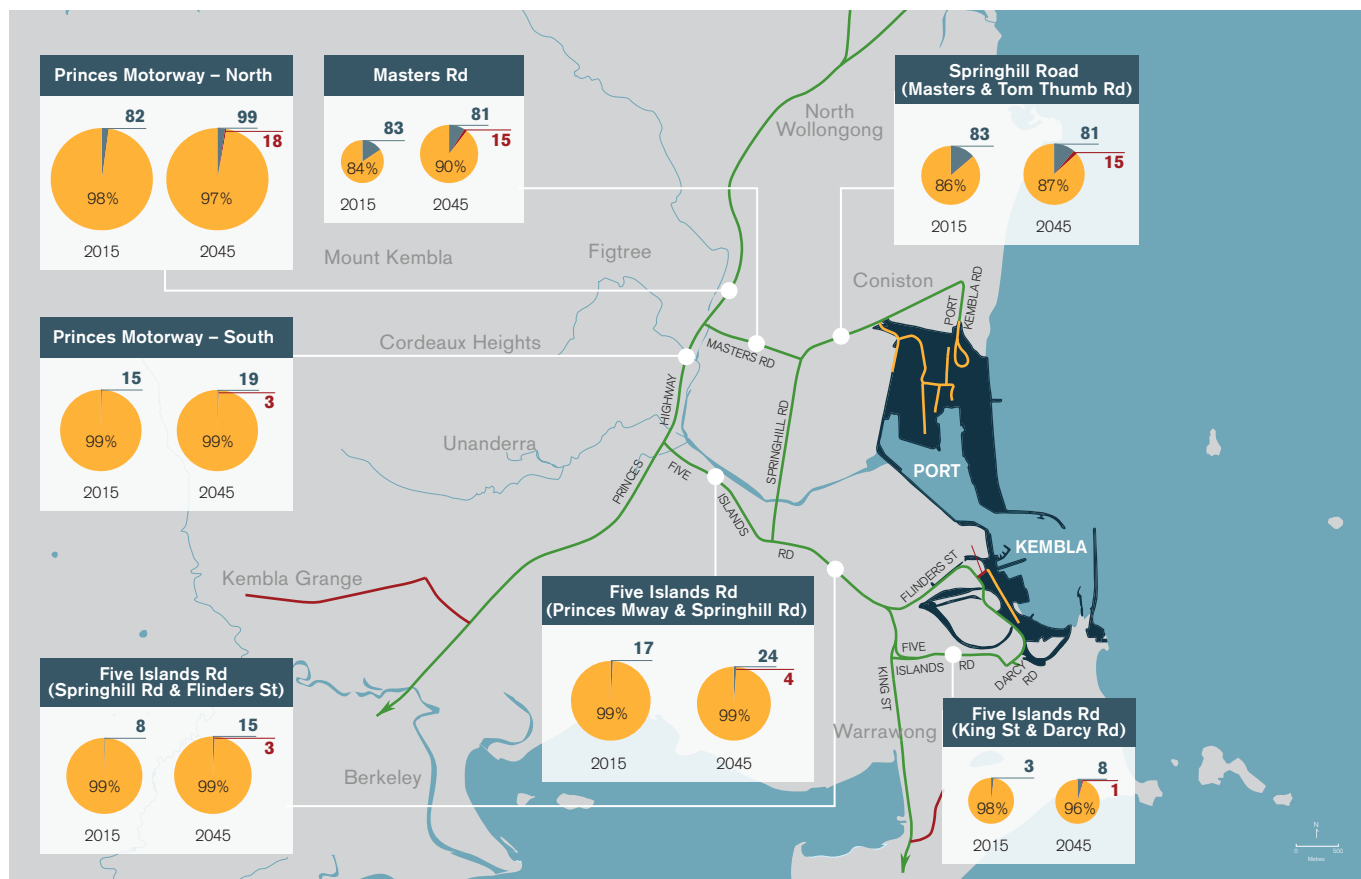 Princes Motorway – North
82
99
18
98%
97%
2015
2045
Masters Rd
83
81
15
84%
90%
2015
2045
Springhill Road
(Masters & Tom Thumb Rd)
83
81
15
86%
87%
2015
2045
North
Wollongong
Mount Kembla
Figtree
Coniston
PORT
KEMBLA RD
Princes Motorway – South
15
19
3
99%
99%
2015
2045
Cordeaux Heights
MASTERS RD
HIGHWAY
Unanderra
SPRINGHILL RD
PRINCES
FIVE
ISLANDS
RD
PORT
KEMBLA
Kembla Grange
FLINDERS ST
Five Islands Rd
(Princes Mway & Springhill Rd)
17
24
4
99%
99%
2015
2045
FIVE
ISLANDS
RD
KING ST
DARCY
RD
Five Islands Rd
(Springhill Rd & Flinders St)
8
15
3
99%
99%
2015
2045
Berkeley
Warrawong
Five Islands Rd
(King St & Darcy Rd)
3
8
1
98%
96%
2015
2045
N
0
500
Metres